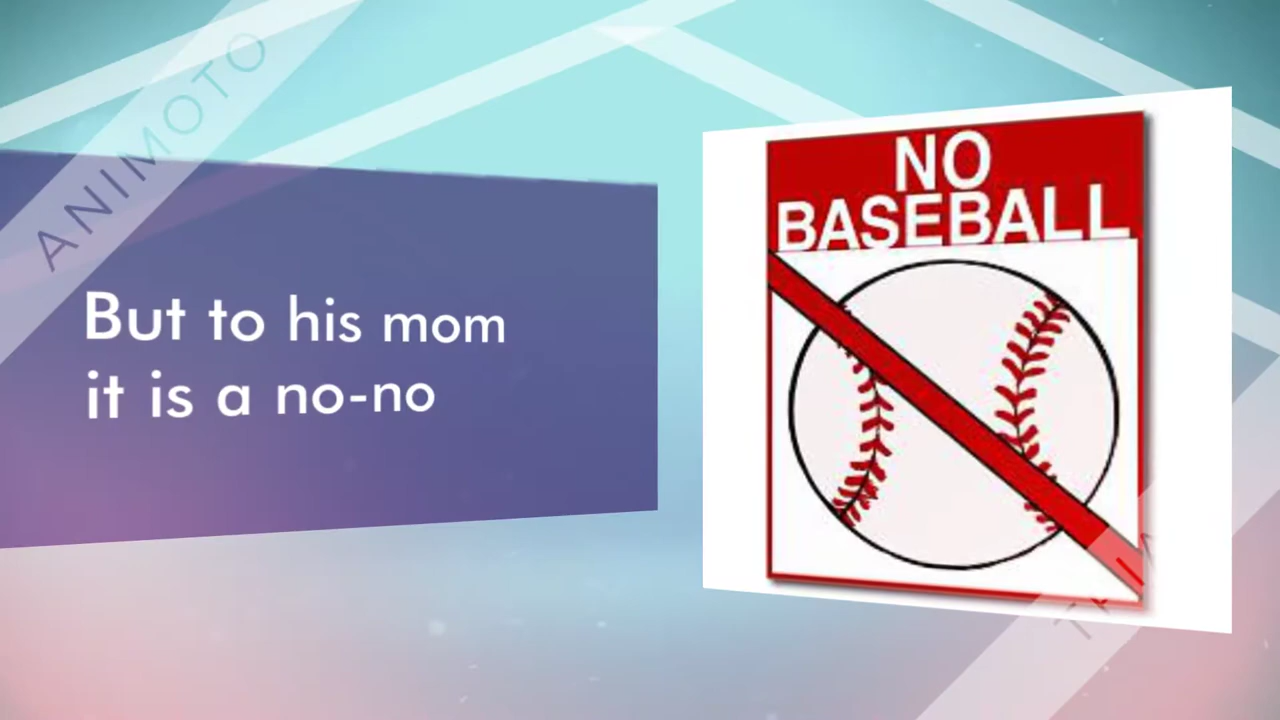 ANIMOTO
But to his mom
it is a no-no
NO
BASEBALL